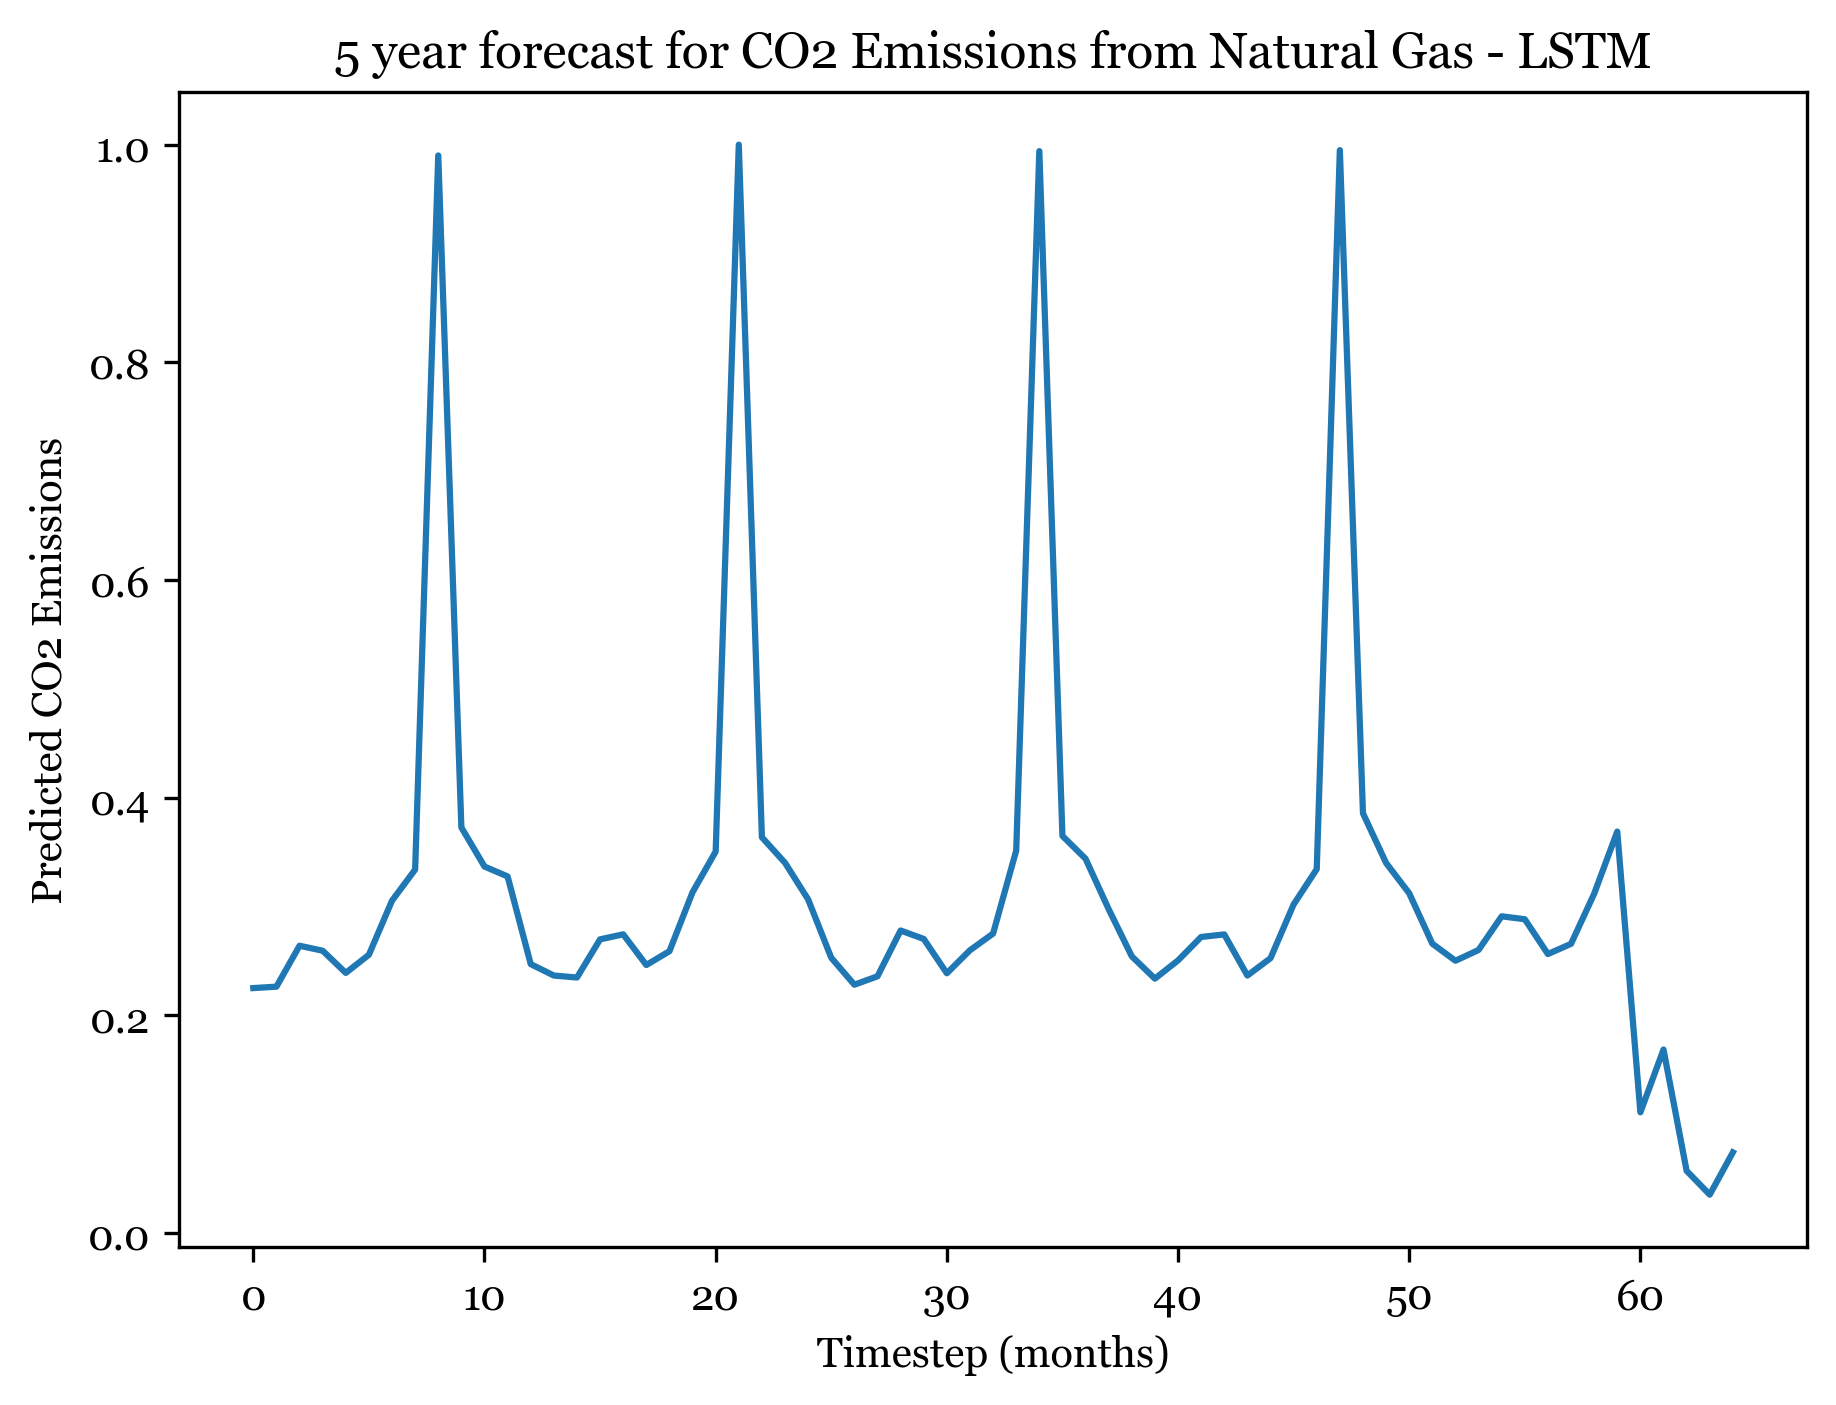 5 year forecast for CO2 Emissions from Natural Gas - LSTM
Predicted CO2 Emissions
1.0
0.8
0.6
0.4
0.2
0.0
0 10 20 30 40 50 60
Timestep (months)